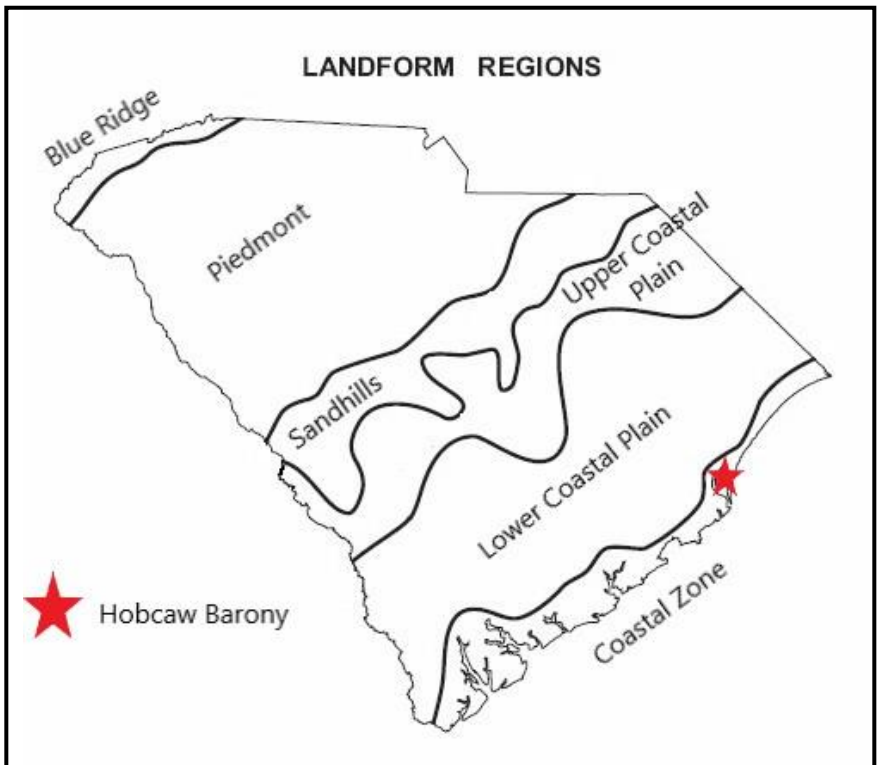 LANDFORM REGIONS
Blue Ridge
Piedmont
Upper Coastal
Plain
Sandhills
Lower Coastal Plain
Coastal Zone
Hobcaw Barony